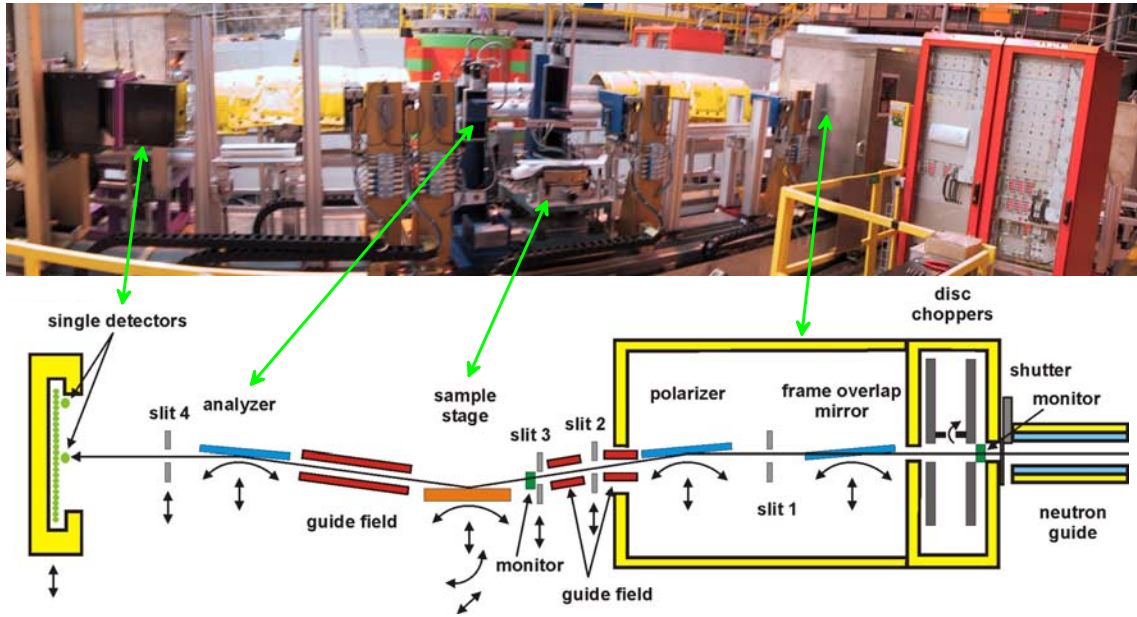 disc
choppers
single detectors
shutter
sample
stage
polarizer
frame overlap
mirror
monitor
slit 4
analyzer
slit 3
slit 2
slit 1
guide field
monitor
guide field
neutron
guide